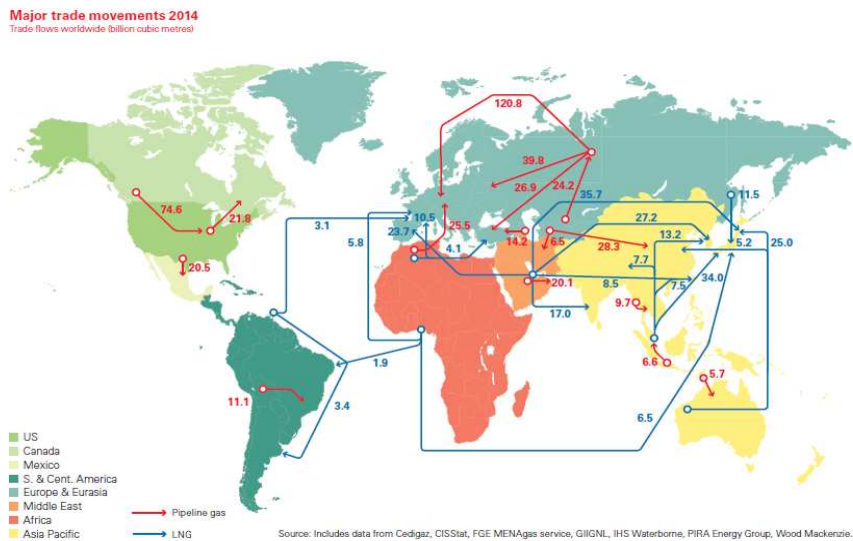 Major trade movements 2014
Trade flows worldwide (billion cubic metres)
120.8
39.8
26.9
24.2
35.7
11.5
74.6
21.8
3.1
10.5
27.2
23.7
25.5
13.2
5.8
4.1
14.2
6.5
28.3
5.2
25.0
20.5
7.7
34.0
20.1
8.5
7.5
9.7
17.0
1.9
6.6
5.7
11.1
3.4
6.5
US
Canada
Mexico
S. & Cent. America
Europe & Eurasia
Middle East
Africa
Asia Pacific
Pipeline gas
LNG
Source: Includes data from Cedigaz, CISStat, FGE MENAgas service, GIIGNL, IHS Waterborne, PIRA Energy Group, Wood Mackenzie.